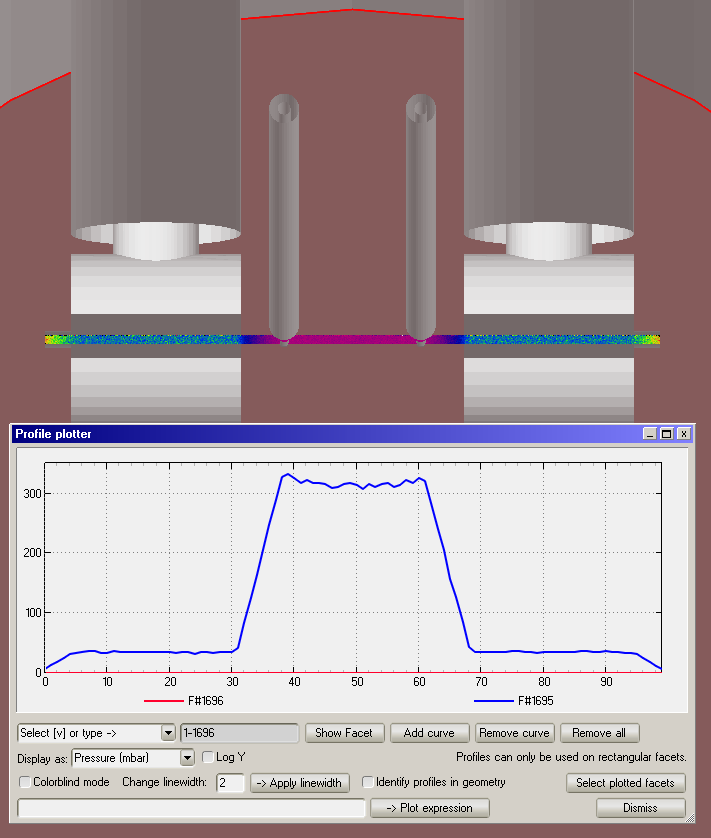 Profile plotter
300
200
100
0
0 10 20 30 40 50 60 70 80 90
F#1696 F#1695
Select [v] or type -> 1-1696 Show Facet Add curve Remove curve Remove all
Display as: Pressure (mbar) Log Y Profiles can only be used on rectangular facets.
Colorblind mode Change linewidth: 2 -> Apply linewidth Identify profiles in geometry Select plotted facets
-> Plot expression Dismiss